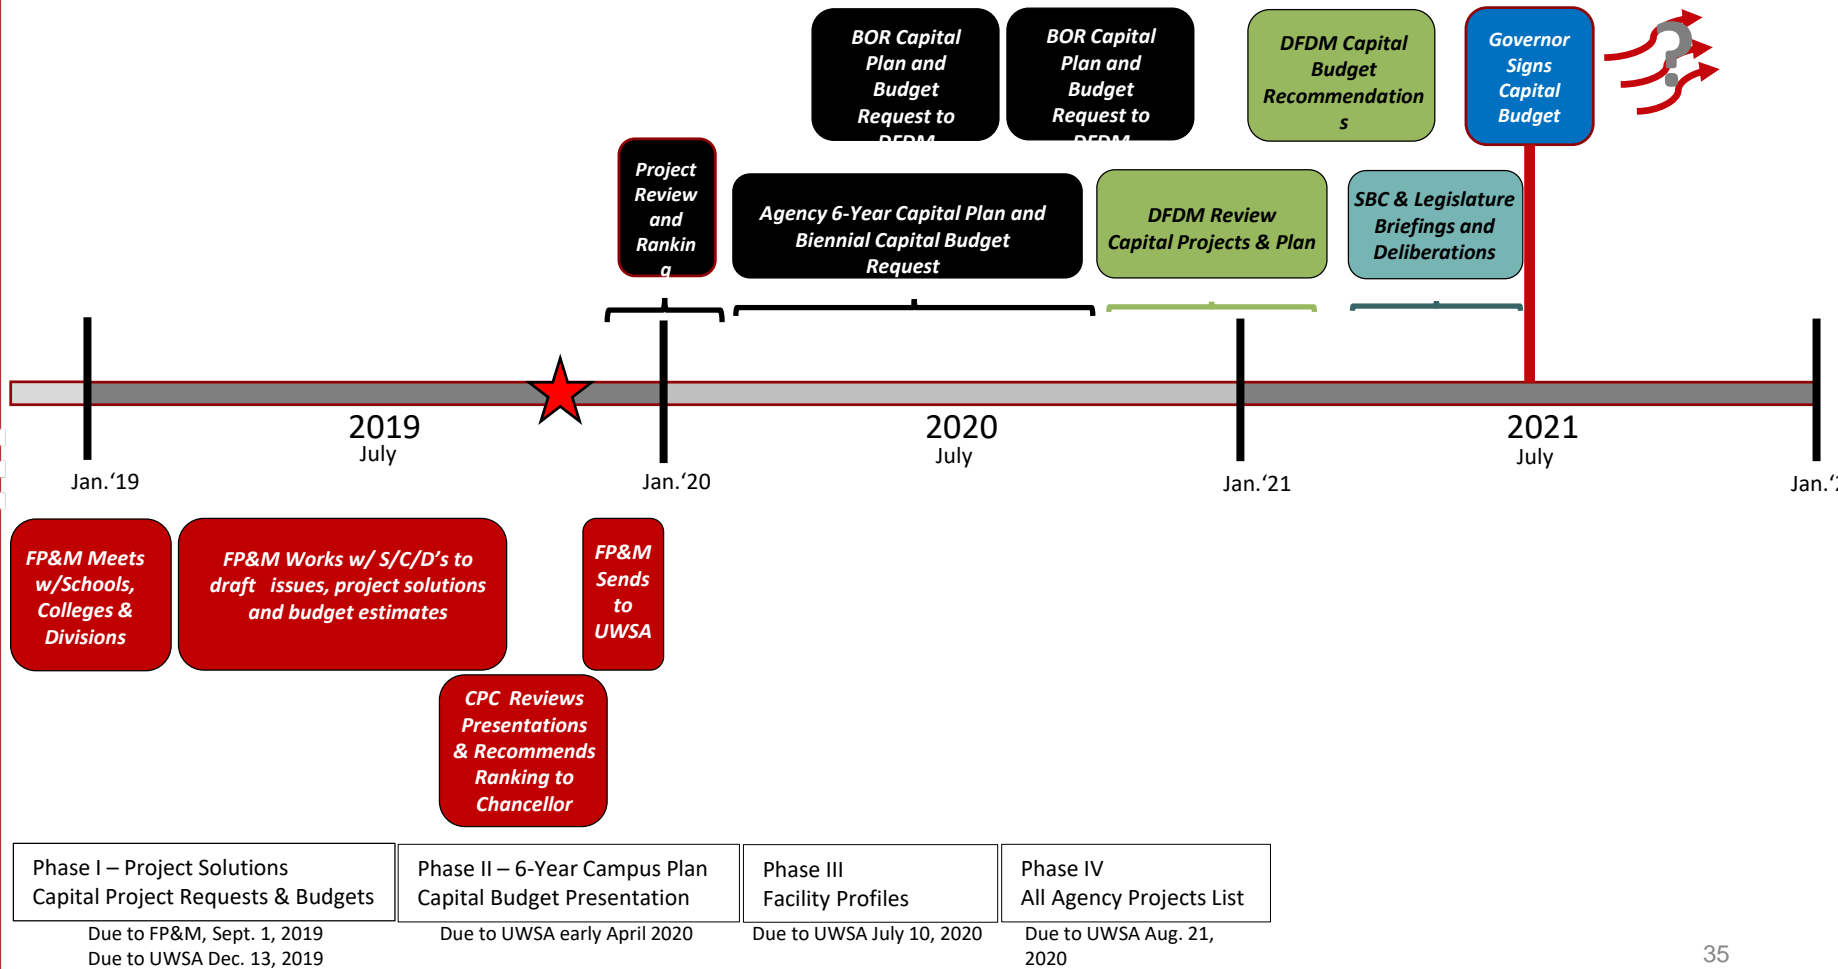 BOR Capital
Plan and
Budget
Request to
DFDM
BOR Capital
Plan and
Budget
Request to
DFDM
DFDM Capital
Budget
Recommendation
s
Governor
Signs
Capital
Budget
?
Project
Review
and
Rankin
g
Agency 6-Year Capital Plan and
Biennial Capital Budget
Request
DFDM Review
Capital Projects & Plan
SBC & Legislature
Briefings and
Deliberations
2019
July
2020
July
2021
July
Jan.‘19
Jan.‘20
Jan.‘21
Jan.‘2
FP&M Meets
w/Schools,
Colleges &
Divisions
FP&M Works w/ S/C/D’s to
draft issues, project solutions
and budget estimates
FP&M
Sends
to
UWSA
CPC Reviews
Presentations
& Recommends
Ranking to
Chancellor
Phase I – Project Solutions
Capital Project Requests & Budgets
Due to FP&M, Sept. 1, 2019
Due to UWSA Dec. 13, 2019
Phase II – 6-Year Campus Plan
Capital Budget Presentation
Due to UWSA early April 2020
Phase III
Facility Profiles
Due to UWSA July 10, 2020
Phase IV
All Agency Projects List
Due to UWSA Aug. 21,
2020
35